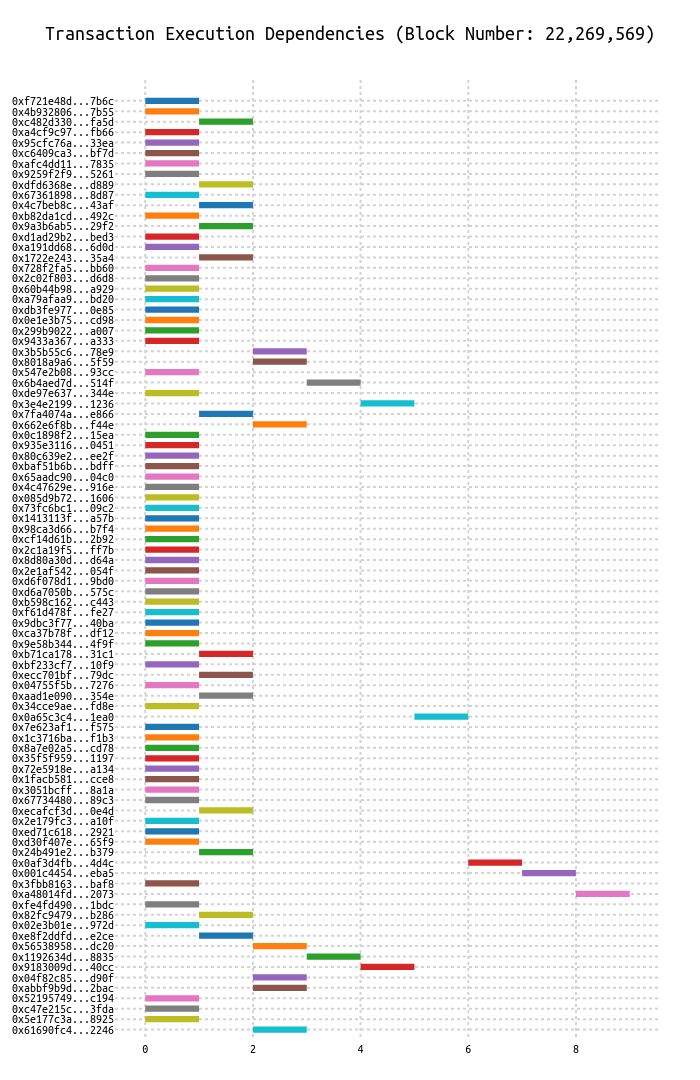 Transaction Execution Dependencies (Block Number: 22,269,569)
0xf721e48d...7b6c
0x4b932806...7b55
0xc482d330...fa5d
0xa4cf9c97...fb66
0x95cfc76a...33ea
0xc6409ca3...bf7d
0xafc4dd11...7835
0x9259f2f9...5261
0xdfd6368e...d889
0x67361898...8d87
0x4c7beb8c...43af
0xb82da1cd...492c
0x9a3b6ab5...29f2
0xd1ad29b2...bed3
0xa191dd68...6d0d
0x1722e243...35a4
0x728f2fa5...bb60
0x2c02f803...d6d8
0x60b44b98...a929
0xa79afaa9...bd20
0xdb3fe977...0e85
0x0e1e3b75...cd98
0x299b9022...a007
0x9433a367...a333
0x3b5b55c6...78e9
0x8018a9a6...5f59
0x547e2b08...93cc
0x6b4aed7d...514f
0xde97e637...344e
0x3e4e2199...1236
0x7fa4074a...e866
0x662e6f8b...f44e
0x0c1898f2...15ea
0x935e3116...0451
0x80c639e2...ee2f
0xbaf51b6b...bdff
0x65aadc90...04c0
0x4c47629e...916e
0x085d9b72...1606
0x73fc6bc1...09c2
0x1413113f...a57b
0x98ca3d66...b7f4
0xcf14d61b...2b92
0x2c1a19f5...ff7b
0x8d80a30d...d64a
0x2e1af542...054f
0xd6f078d1...9bd0
0xd6a7050b...575c
0xb598c162...c443
0xf61d478f...fe27
0x9dbc3f77...40ba
0xca37b78f...df12
0x9e58b344...4f9f
0xb71ca178...31c1
0xbf233cf7...10f9
0xecc701bf...79dc
0x04755f5b...7276
0xaad1e090...354e
0x34cce9ae...fd8e
0x0a65c3c4...1ea0
0x7e623af1...f575
0x1c3716ba...f1b3
0x8a7e02a5...cd78
0x35f5f959...1197
0x72e5918e...a134
0x1facb581...cce8
0x3051bcff...8a1a
0x67734480...89c3
0xecafcf3d...0e4d
0x2e179fc3...a10f
0xed71c618...2921
0xd30f407e...65f9
0x24b491e2...b379
0x0af3d4fb...4d4c
0x001c4454...eba5
0x3fbb8163...baf8
0xa48014fd...2073
0xfe4fd490...1bdc
0x82fc9479...b286
0x02e3b01e...972d
0xe8f2ddfd...e2ce
0x56538958...dc20
0x1192634d...8835
0x9183009d...40cc
0x04f82c85...d90f
0xabbf9b9d...2bac
0x52195749...c194
0xc47e215c...3fda
0x5e177c3a...8925
0x61690fc4...2246
0 2 4 6 8